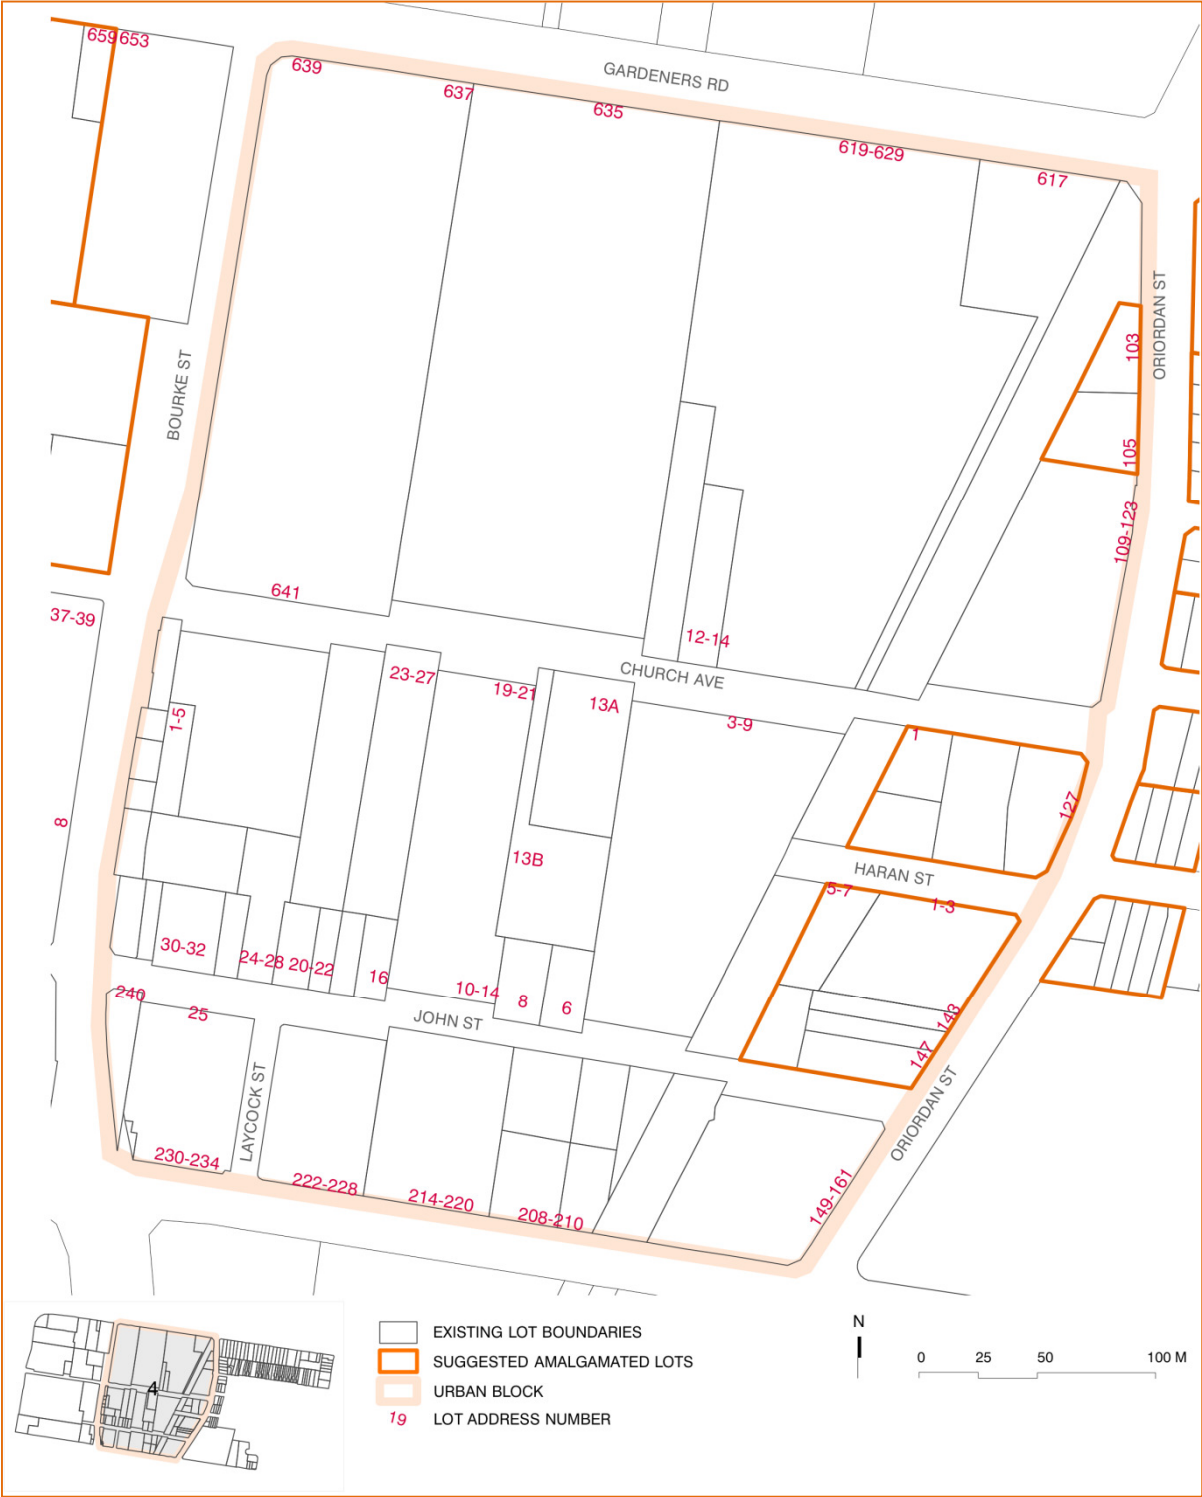 659
653
639
637
GARDENERS RD
635
619-629
617
ORIORDAN ST
103
105
109-123
BOURKE ST
641
37-39
12-14
CHURCH AVE
23-27
19-21
13A
3-9
1-5
1
127
8
13B
HARAN ST
5-7
1-3
30-32
24-28
20-22
16
10-14
8
6
240
25
JOHN ST
143
147
LAYCOCK ST
ORIORDAN ST
230-234
222-228
214-220
208-210
149-161
4
EXISTING LOT BOUNDARIES
SUGGESTED AMALGAMATED LOTS
URBAN BLOCK
19 LOT ADDRESS NUMBER
N
0 25 50 100 M